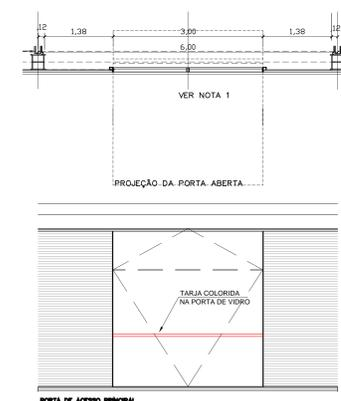 .12 1,38 3,00 1,38 .12
6,00
VER NOTA 1
PROJEÇÃO DA PORTA ABERTA
TARJA COLORIDA
NA PORTA DE VIDRO
PORTA DE ACESSO PRINCIPAL